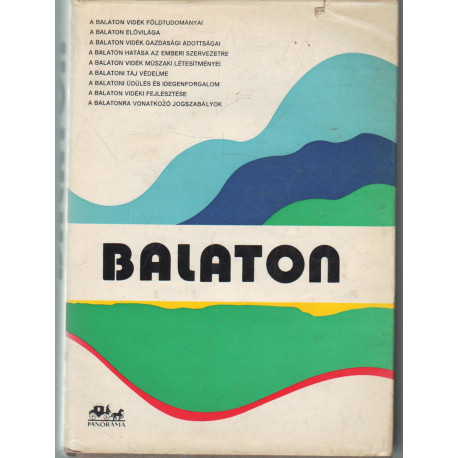 A BALATON VIDÉK FÖLDTUDOMÁNYAI
A BALATON ÉLŐVILÁGA
A BALATON VIDÉK GAZDASÁGI ADOTTSÁGAI
A BALATON HATÁSA AZ EMBERI SZERVEZETRE
A BALATON VIDÉK MŰSZAKI LÉTESÍTMÉNYEI
A BALATONI TÁJ VÉDELME
A BALATONI ÜDÜLÉS ÉS IDEGENFORGALOM
A BALATON VIDÉKI FEJLESZTÉSE
A BALATONRA VONATKOZÓ JOGSZABÁLYOK
BALATON
PANORÁMA